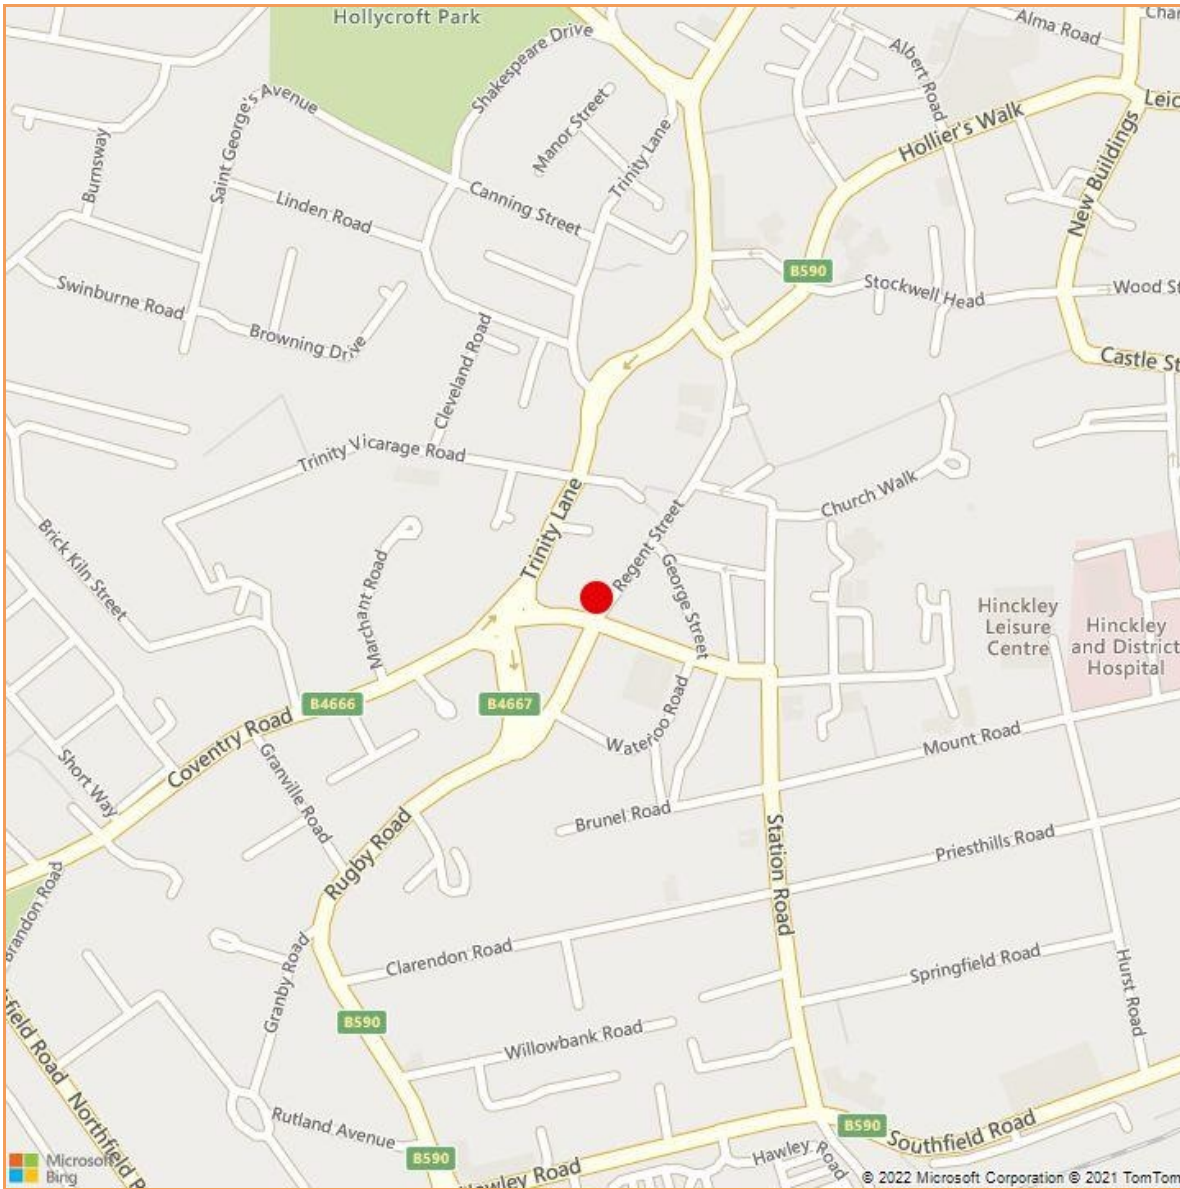 Hollycroft Park
Alma Road
Shakespeare Drive
Albert Road
Saint George's Avenue
Manor Street
Hollier's Walk
New Buildings
Burnsway
Trinity Lane
Linden Road
Canning Street
B590
Stockwell Head
Wood St
Swinburne Road
Browning Drive
Cleveland Road
Castle St
Trinity Vicarage Road
Church Walk
Brick Kiln Street
Trinity Lane
Regent Street
Marchant Road
George Street
Hinckley
Leisure
Centre
Hinckley
and District
Hospital
B4666
B4667
Coventry Road
Waterloo Road
Mount Road
Short Way
Granville Road
Brunel Road
Rugby Road
Station Road
Priesthills Road
Brandon Road
Clarendon Road
Granby Road
Springfield Road
Hurst Road
B590
Willowbank Road
field Road
Northfield R
Rutland Avenue
B590
B590
Southfield Road
Hawley Road
Hawley Road
Microsoft
Bing
© 2022 Microsoft Corporation © 2021 TomTom